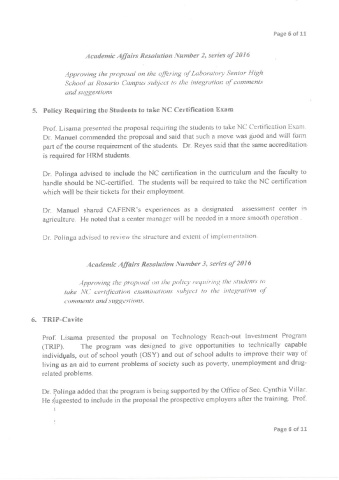 Page 6 of 11
Academic Affairs Resolution Number 2, series of 2016
Approving the proposal on the offering of Laboratory Senior High
School at Rosario Campus subject to the integration of comments
and suggestions
5. Policy Requiring the Students to take NC Certification Exam
Prof. Lisama presented the proposal requiring the students to take NC Certification Exam.
Dr. Manuel commended the proposal and said that such a move was good and will form
part of the course requirement of the students. Dr. Reyes said that the same accreditation
is required for HRM students.
Dr. Polinga advised to include the NC certification in the curriculum and the faculty to
handle should be NC-certified. The students will be required to take the NC certification
which will be their tickets for their employment.
Dr. Manuel shared CAFENR's experiences as a designated assessment center in
agriculture. He noted that a center manager will be needed in a more smooth operation.
Dr. Polinga advised to review the structure and extent of implementation.
Academic Affairs Resolution Number 3, series of 2016
Approving the proposal on the policy requiring the students to
take NC certification examinations subject to the integration of
comments and suggestions.
6. TRIP-Cavite
Prof. Lisama presented the proposal on Technology Reach-out Investment Program
(TRIP). The program was designed to give opportunities to technically capable
individuals, out of school youth (OSY) and out of school adults to improve their way of
living as an aid to current problems of society such as poverty, unemployment and drug-
related problems.
Dr. Polinga added that the program is being supported by the Office of Sec. Cynthia Villar.
He suggested to include in the proposal the prospective employers after the training. Prof.
Page 6 of 11